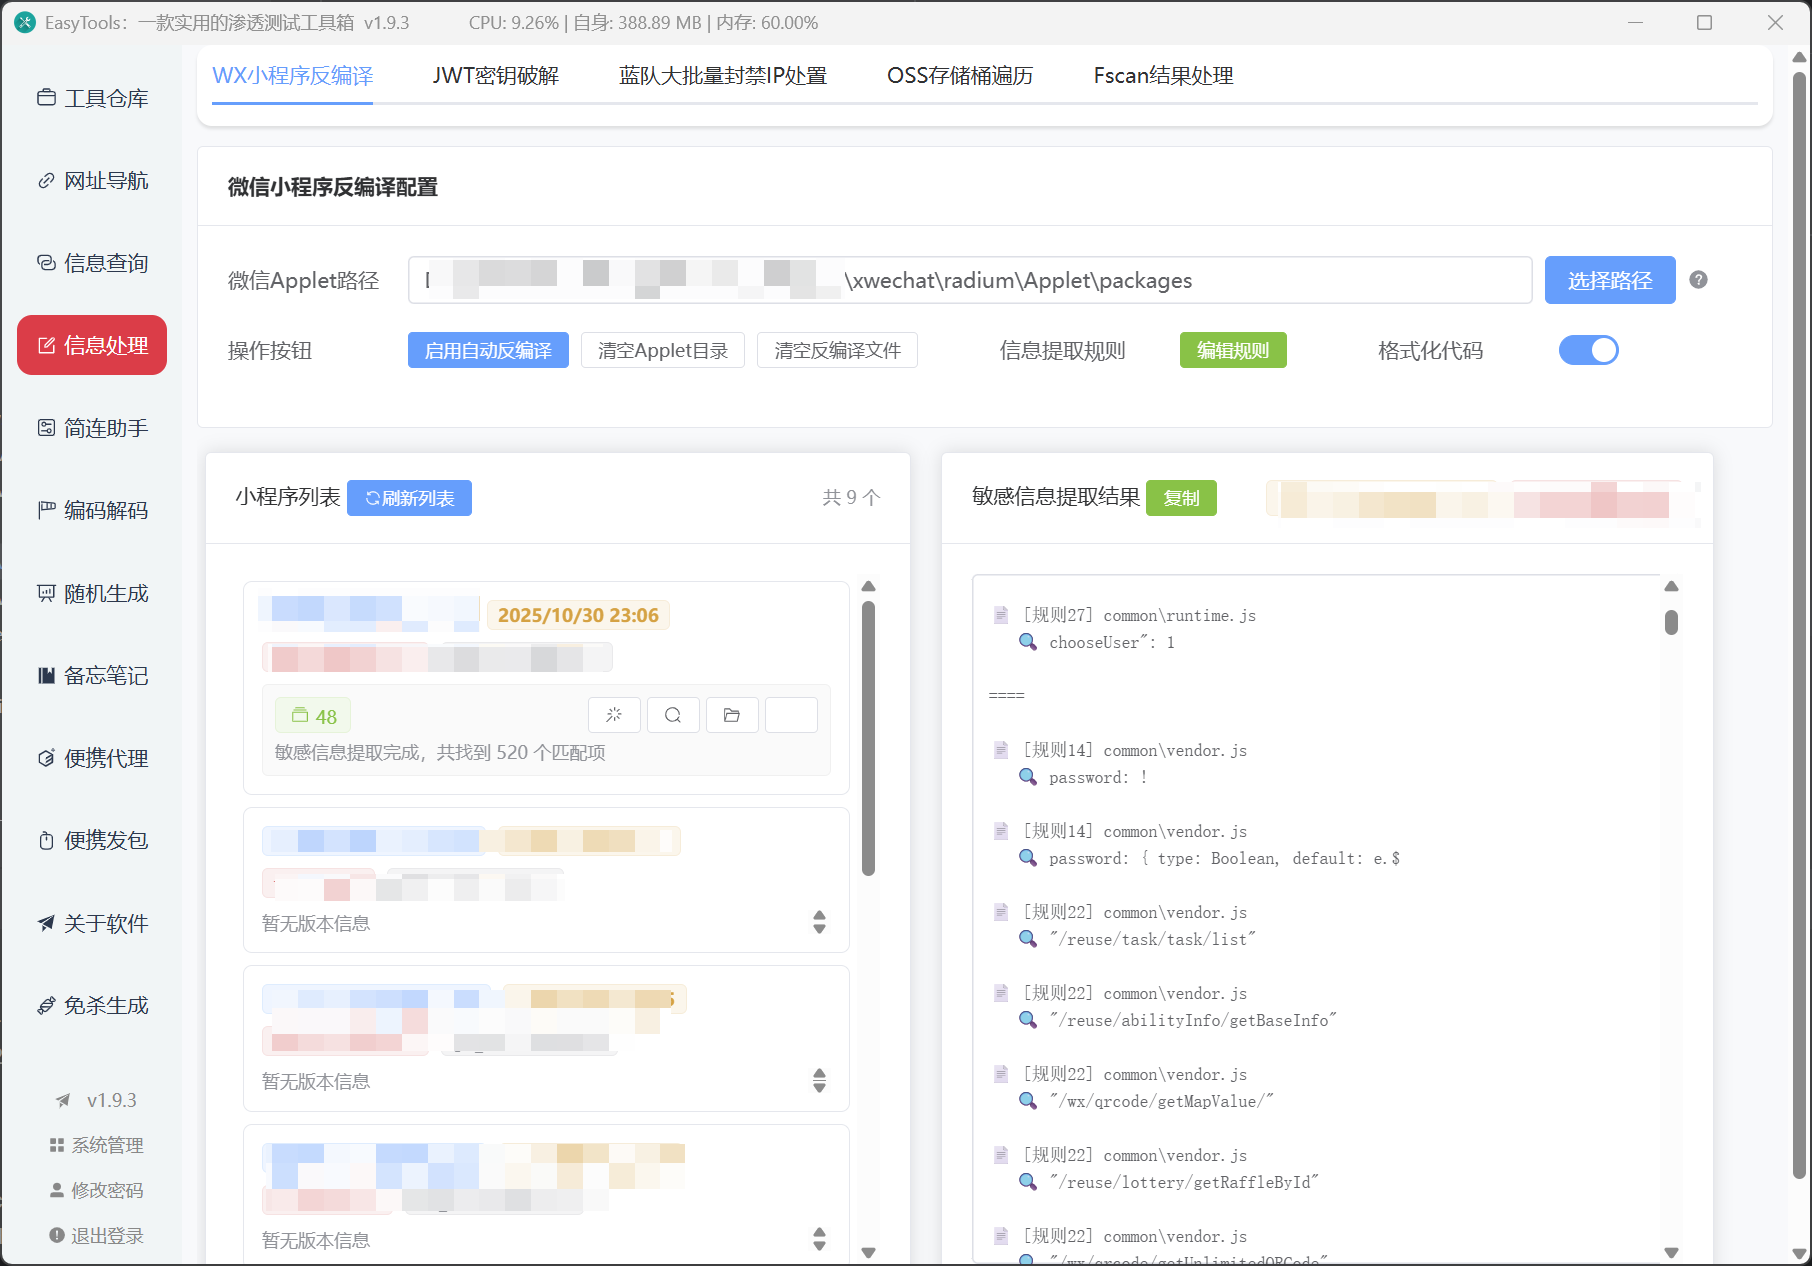 EasyTools：一款实用的渗透测试工具箱 v1.9.3
CPU: 9.26% | 自身: 388.89 MB | 内存: 60.00%
工具仓库
网址导航
信息查询
信息处理
简连助手
编码解码
随机生成
备忘笔记
便携代理
便携发包
关于软件
免杀生成
v1.9.3
系统管理
修改密码
退出登录
WX小程序反编译
JWT密钥破解
蓝队大批量封禁IP处置
OSS存储桶遍历
Fscan结果处理
微信小程序反编译配置
微信Applet路径
\xwechat\radium\Applet\packages
选择路径
操作按钮
启用自动反编译
清空Applet目录
清空反编译文件
信息提取规则
编辑规则
格式化代码
小程序列表
刷新列表
共 9 个
2025/10/30 23:06
48
敏感信息提取完成，共找到 520 个匹配项
暂无版本信息
暂无版本信息
暂无版本信息
敏感信息提取结果
复制
[规则27] common\runtime.js
chooseUser": 1
====
[规则14] common\vendor.js
password: !
[规则14] common\vendor.js
password: { type: Boolean, default: e.$
[规则22] common\vendor.js
"/reuse/task/task/list"
[规则22] common\vendor.js
"/reuse/abilityInfo/getBaseInfo"
[规则22] common\vendor.js
"/wx/qrcode/getMapValue/"
[规则22] common\vendor.js
"/reuse/lottery/getRaffleById"
[规则22] common\vendor.js
"/wx/qrcode/getUnlimitedQRCode"